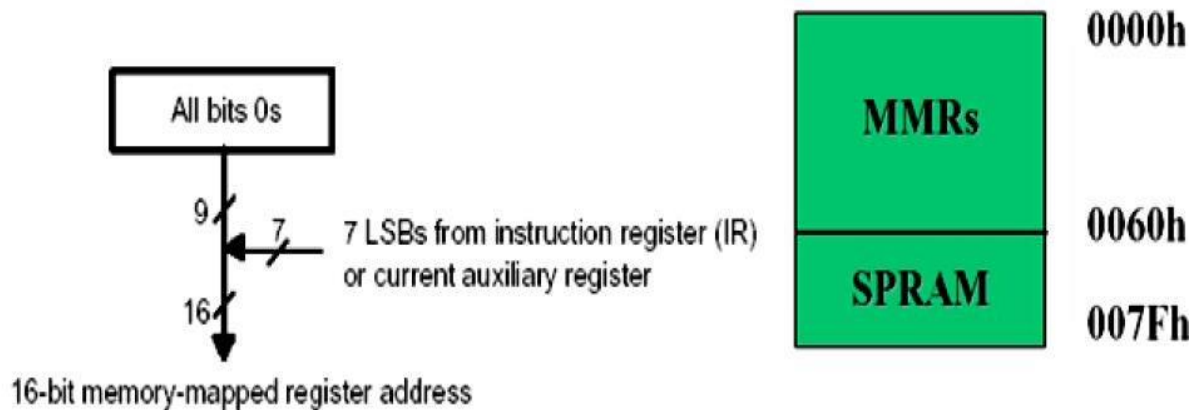 All bits 0s
9
7
7 LSBs from instruction register (IR)
or current auxiliary register
16
16-bit memory-mapped register address
0000h
MMRs
0060h
SPRAM
007Fh